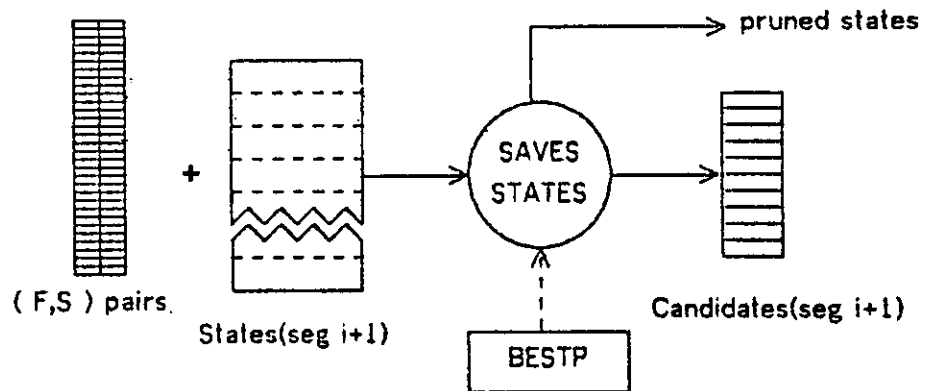 pruned states
SAVES
STATES
+
( F,S ) pairs.
States(seg i+1)
Candidates(seg i+1)
BESTP